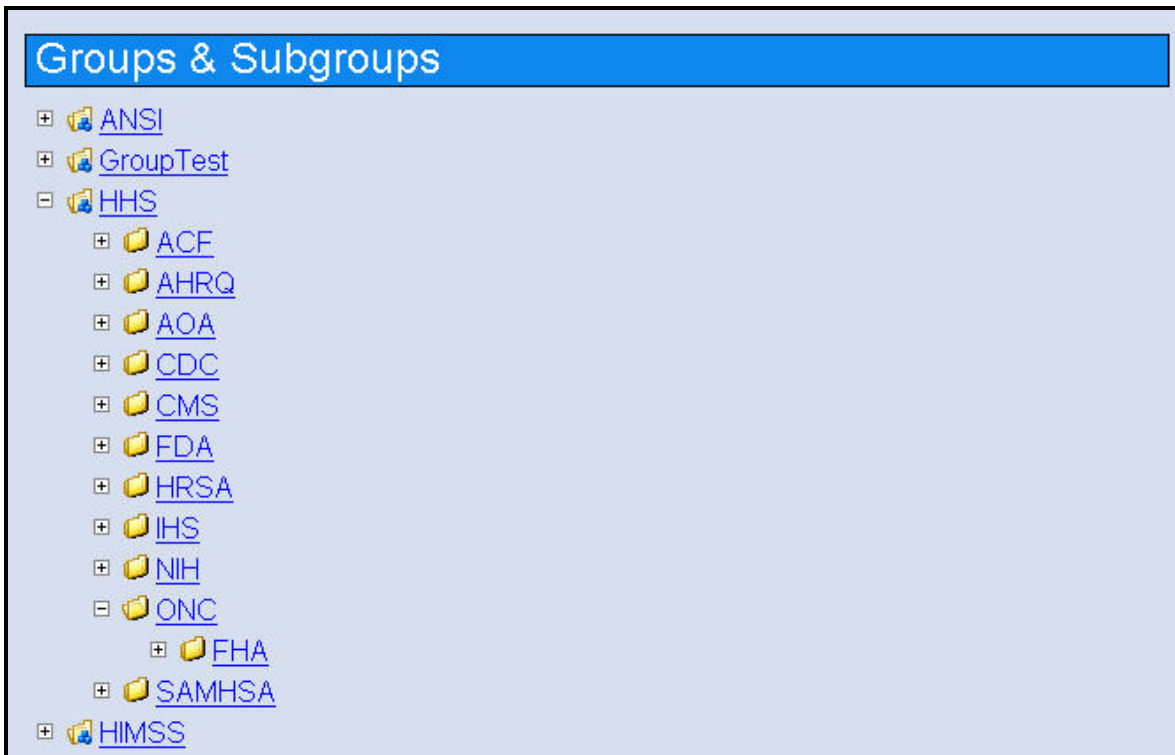 Groups & Subgroups
ANSI
GroupTest
HHS
ACF
AHRQ
AOA
CDC
CMS
FDA
HRSA
IHS
NIH
ONC
FHA
SAMHSA
HIMSS